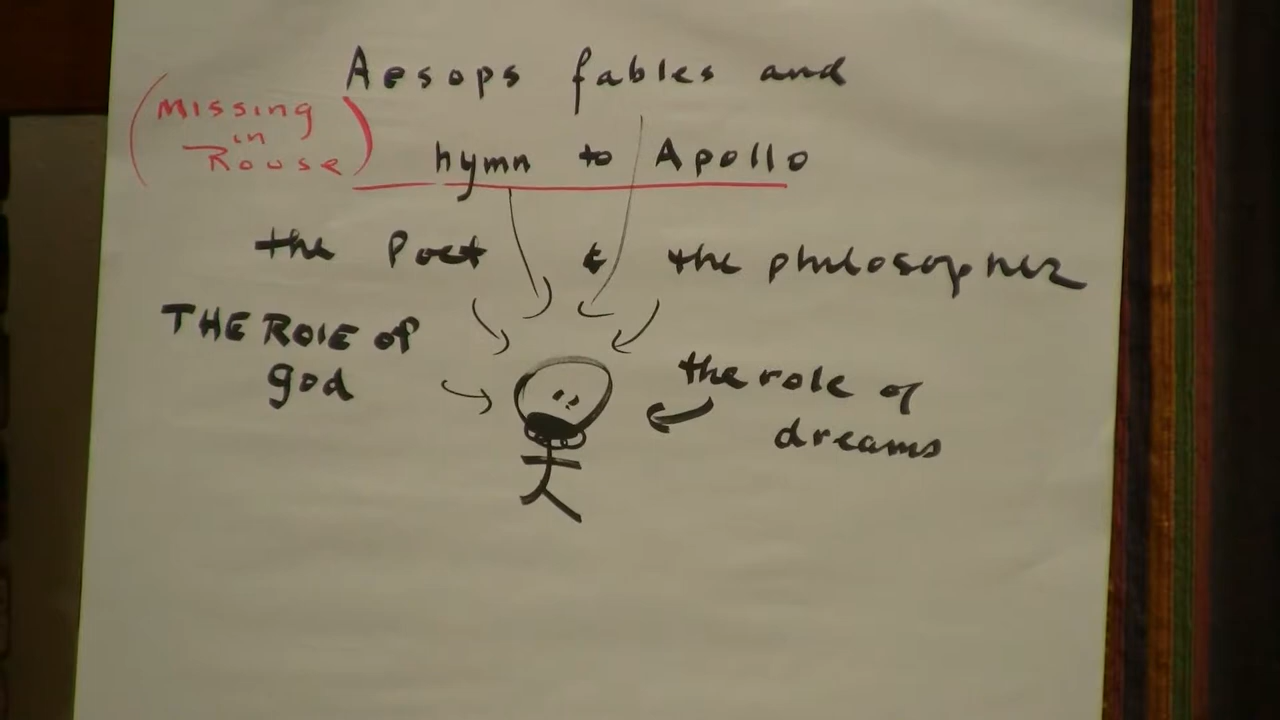 Aesops fables and
(Missing
in
Rouse)
hymn to Apollo
the Poet & the philosopher
THE ROLE of
god
the role of
dreams